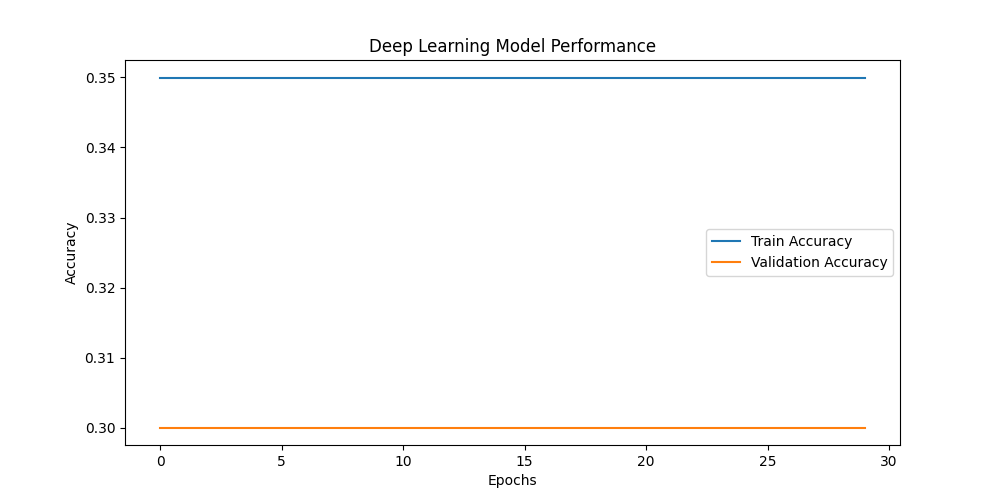 Deep Learning Model Performance
0.35
0.34
0.33
0.32
0.31
0.30
Accuracy
Train Accuracy
Validation Accuracy
0 5 10 15 20 25 30
Epochs